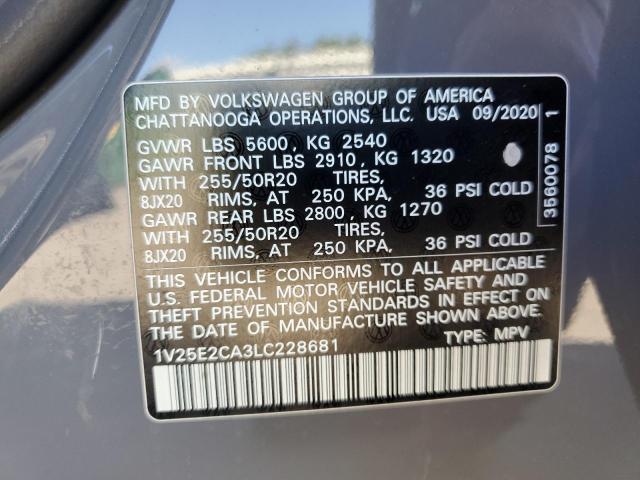 MFD BY VOLKSWAGEN GROUP OF AMERICA
CHATTANOOGA OPERATIONS, LLC. USA 09/2020
GVWR LBS 5600, KG 2540
GAWR FRONT LBS 2910, KG 1320
WITH 255/50R20 TIRES,
8JX20 RIMS, AT 250 KPA, 36 PSI COLD
GAWR REAR LBS 2800, KG 1270
WITH 255/50R20 TIRES,
8JX20 RIMS, AT 250 KPA, 36 PSI COLD
THIS VEHICLE CONFORMS TO ALL APPLICABLE
U.S. FEDERAL MOTOR VEHICLE SAFETY AND
THEFT PREVENTION STANDARDS IN EFFECT ON
THE DATE OF MANUFACTURE SHOWN ABOVE.
1V25E2CA3LC228681 TYPE: MPV
3560078 1